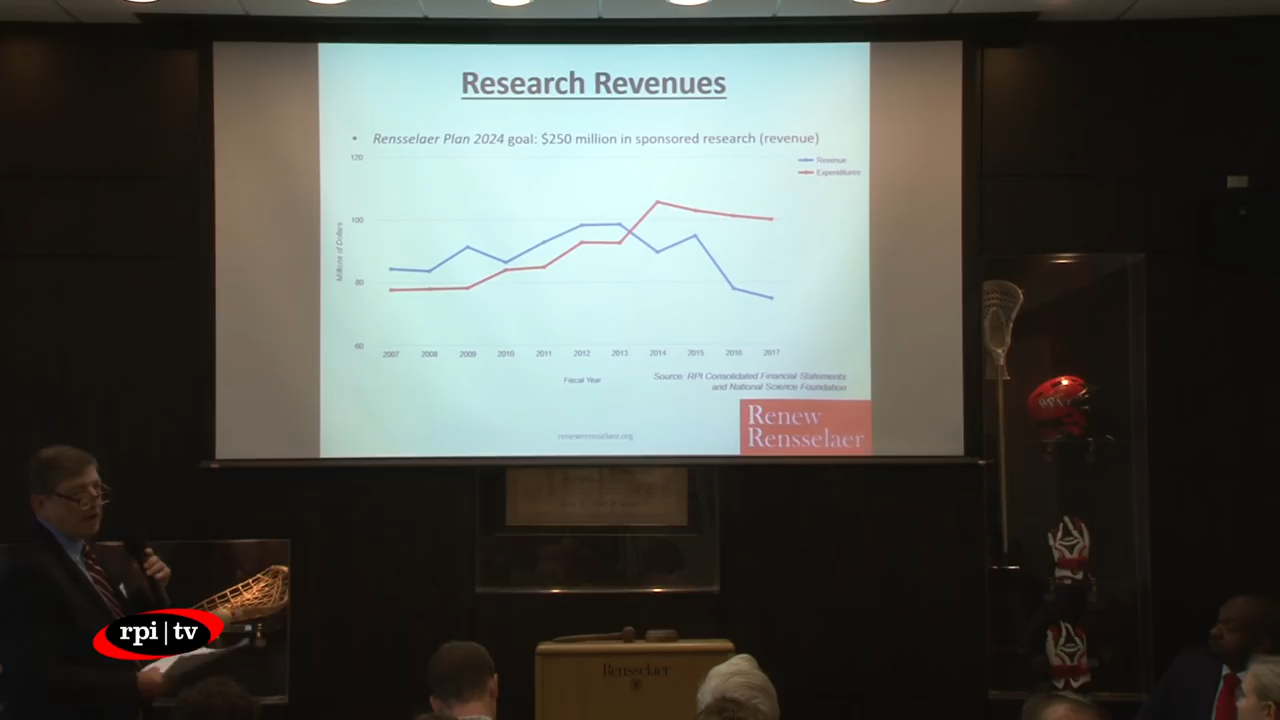 Research Revenues
• Rensselaer Plan 2024 goal: $250 million in sponsored research (revenue)
120
Revenue
Expenditures
100
Millions of Dollars
80
60
2007 2008 2009 2010 2011 2012 2013 2014 2015 2016 2017
Fiscal Year
Source: RPI Consolidated Financial Statements
and National Science Foundation
Renew
Rensselaer
renewrensselaer.org
RPI
rpi|tv
Rensselaer